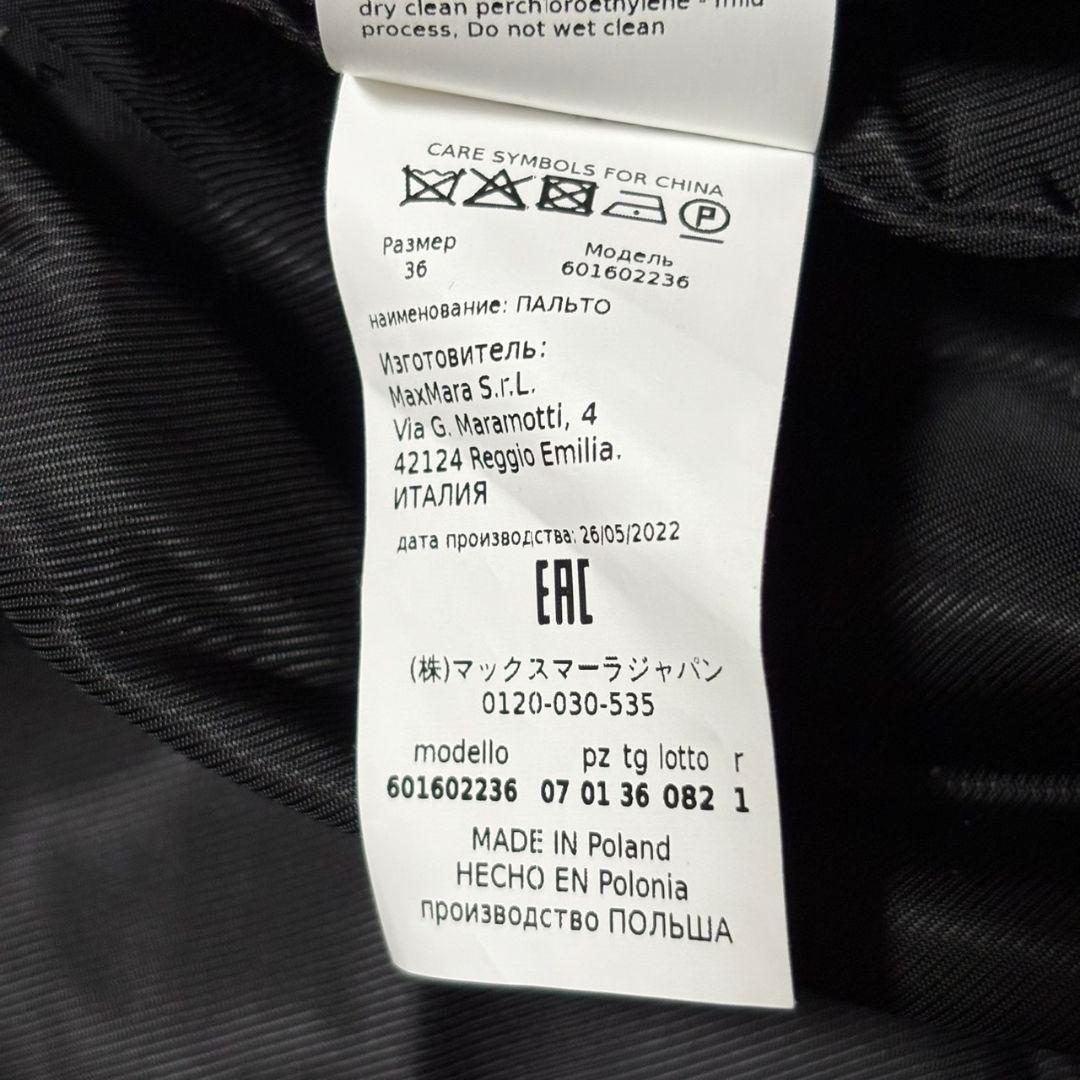 dry clean perchloroethylene - mild
process, Do not wet clean
CARE SYMBOLS FOR CHINA
P
Размер Модель
36 601602236
наименование: ПАЛЬТО
Изготовитель:
MaxMara S.r.L.
Via G. Maramotti, 4
42124 Reggio Emilia.
ИТАЛИЯ
дата производства: 26/05/2022
EAC
(株)マックスマーラジャパン
0120-030-535
modello pz tg lotto r
601602236 07 01 36 082 1
MADE IN Poland
HECHO EN Polonia
производство ПОЛЬША